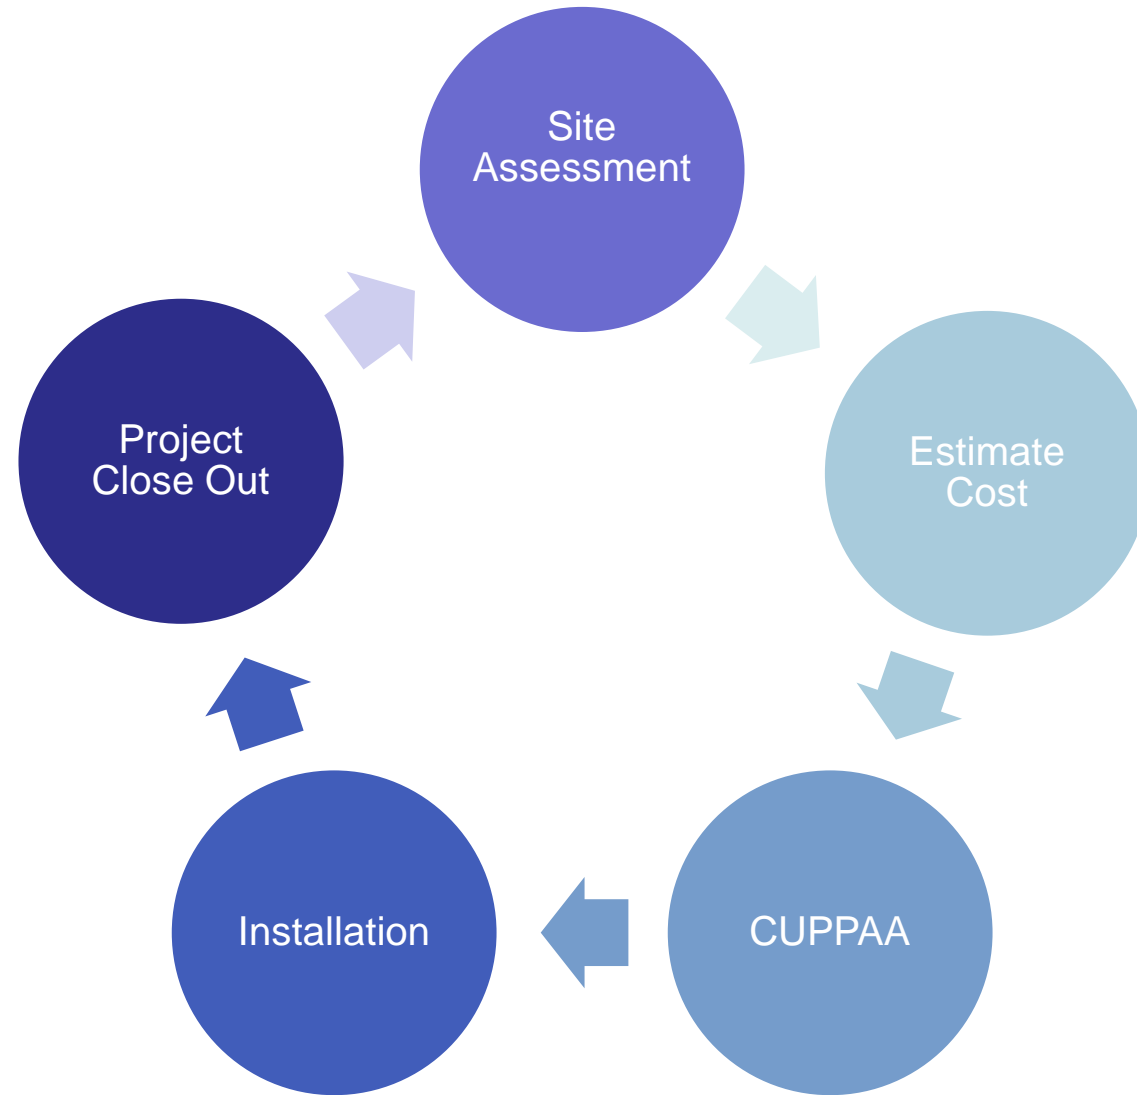 Site
Assessment
Estimate
Cost
CUPPAA
Installation
Project
Close Out